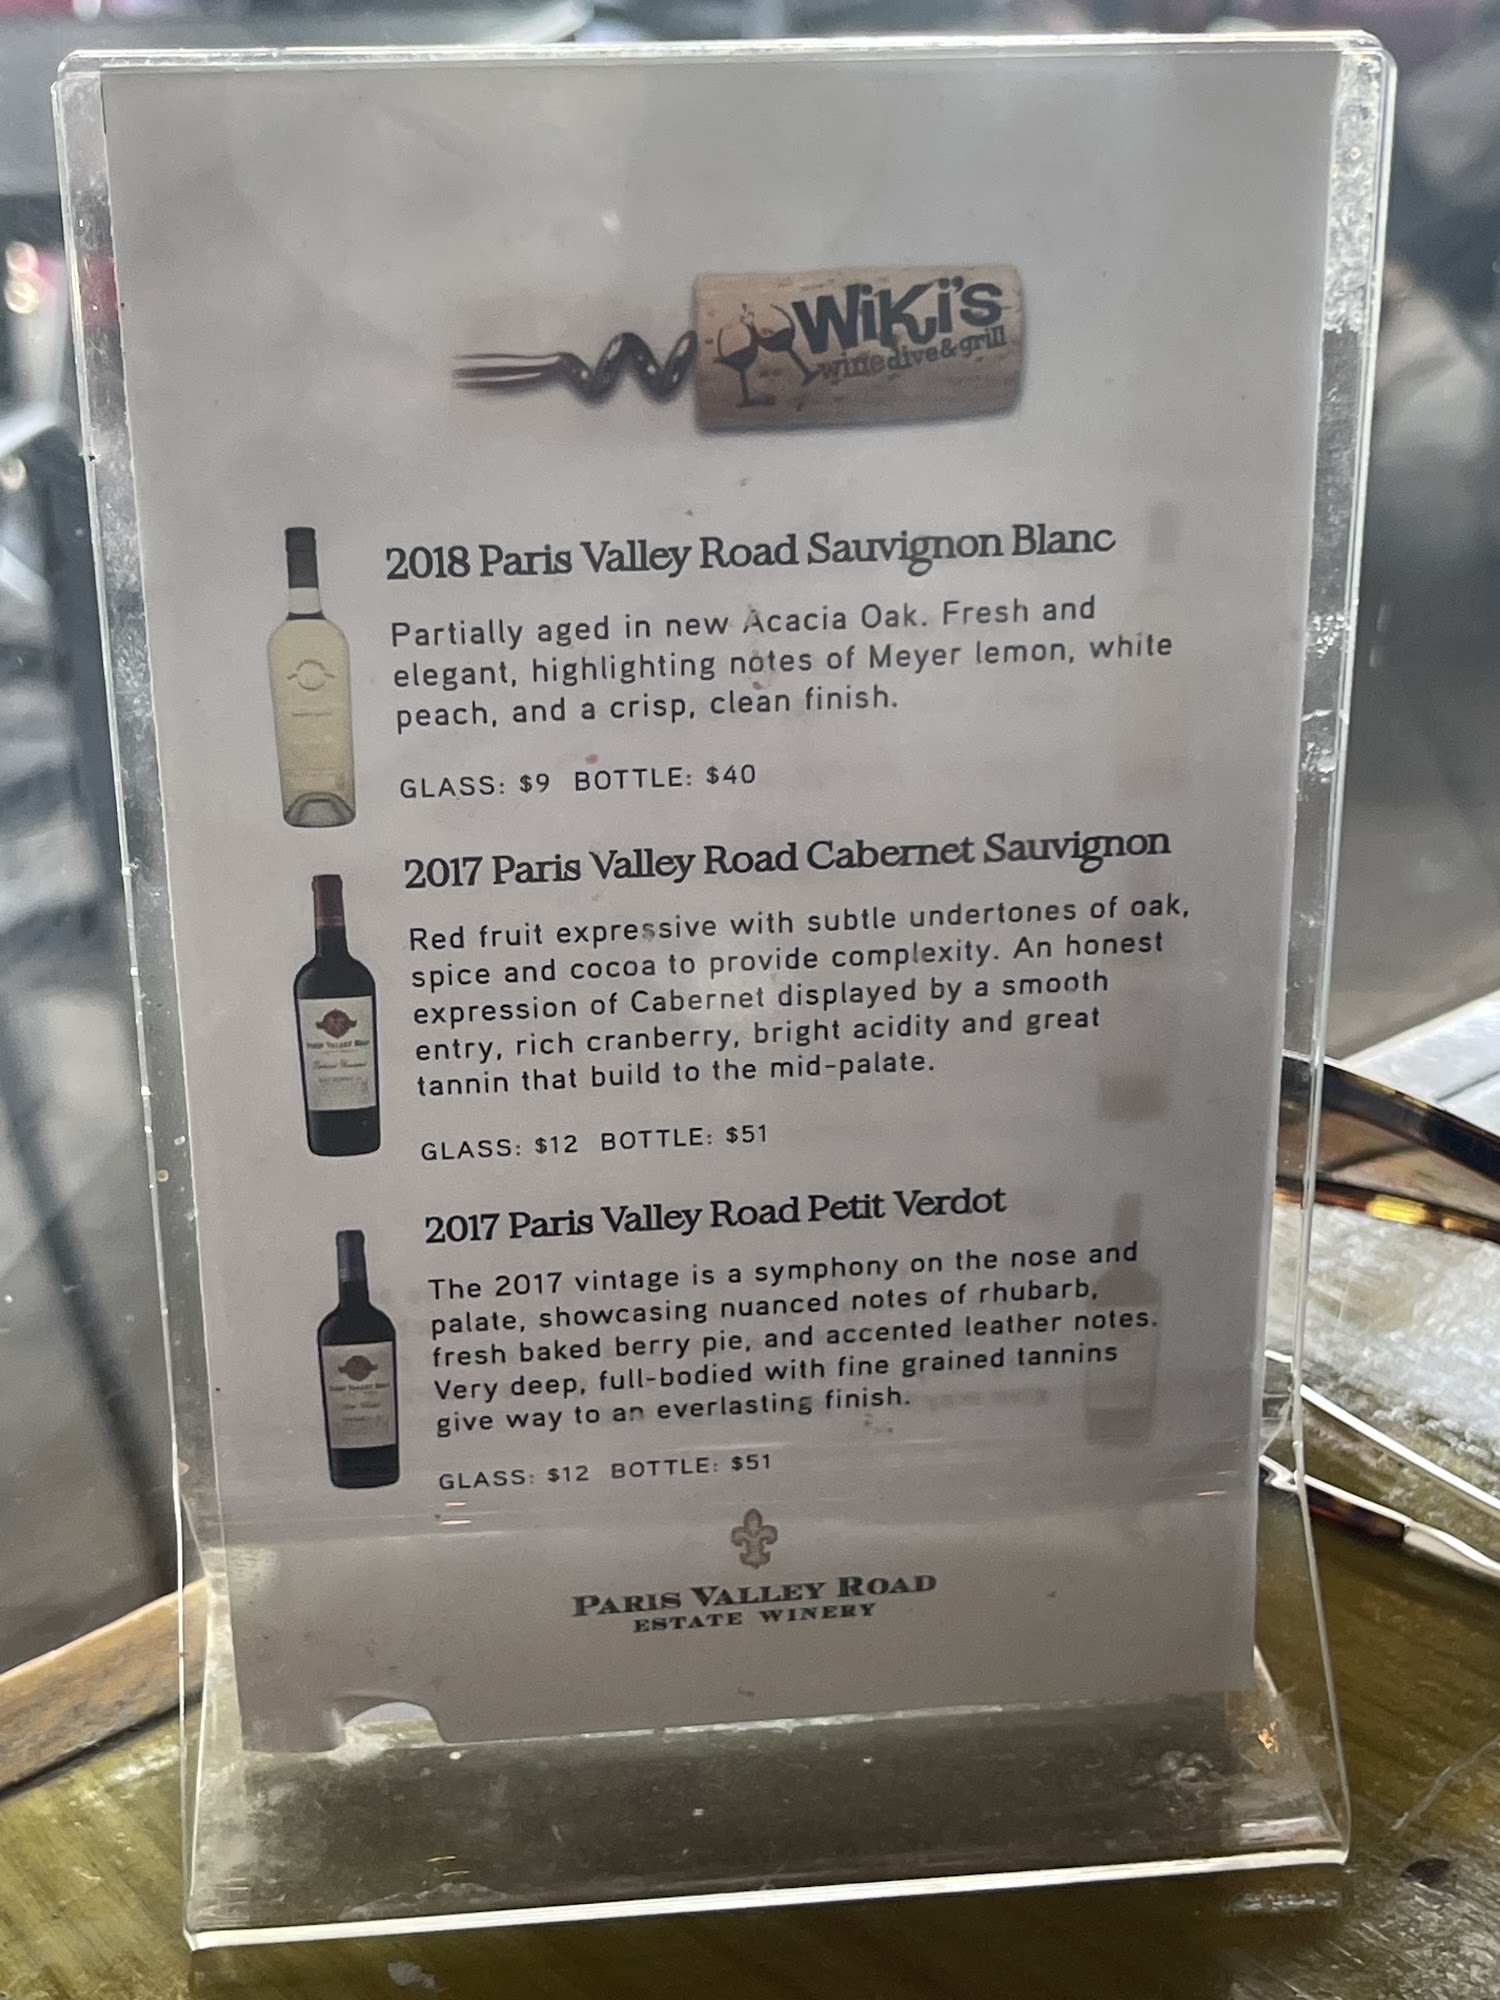 WiKi's
wine dive & grill
2018 Paris Valley Road Sauvignon Blanc
Partially aged in new Acacia Oak. Fresh and
elegant, highlighting notes of Meyer lemon, white
peach, and a crisp, clean finish.
GLASS: $9 BOTTLE: $40
2017 Paris Valley Road Cabernet Sauvignon
Red fruit expressive with subtle undertones of oak,
spice and cocoa to provide complexity. An honest
expression of Cabernet displayed by a smooth
entry, rich cranberry, bright acidity and great
tannin that build to the mid-palate.
GLASS: $12 BOTTLE: $51
2017 Paris Valley Road Petit Verdot
The 2017 vintage is a symphony on the nose and
palate, showcasing nuanced notes of rhubarb,
fresh baked berry pie, and accented leather notes.
Very deep, full-bodied with fine grained tannins
give way to an everlasting finish.
GLASS: $12 BOTTLE: $51
PARIS VALLEY ROAD
ESTATE WINERY